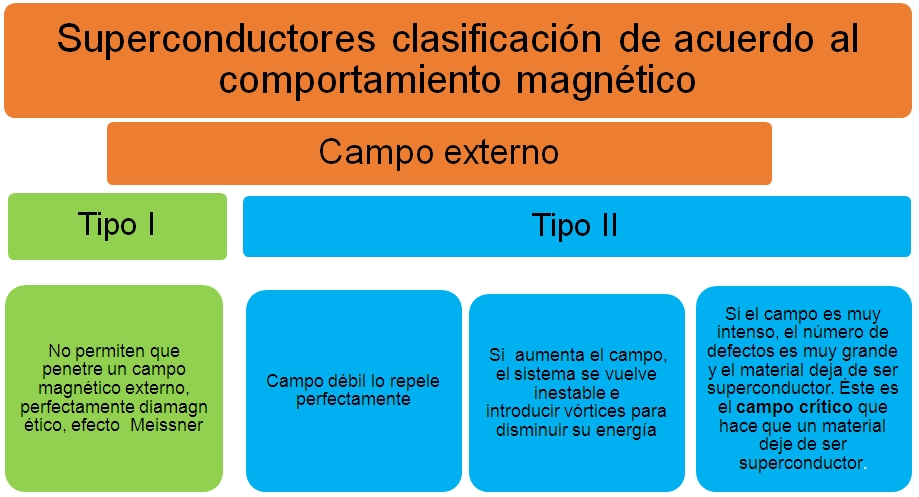 Superconductores clasificación de acuerdo al
comportamiento magnético
Campo externo
Tipo I
Tipo II
No permiten que
penetre un campo
magnético externo,
perfectamente diamagn
ético, efecto Meissner
Campo débil lo repele
perfectamente
Si aumenta el campo,
el sistema se vuelve
inestable e
introducir vórtices para
disminuir su energía
Si el campo es muy
intenso, el número de
defectos es muy grande
y el material deja de ser
superconductor. Éste es
el campo crítico que
hace que un material
deje de ser
superconductor.